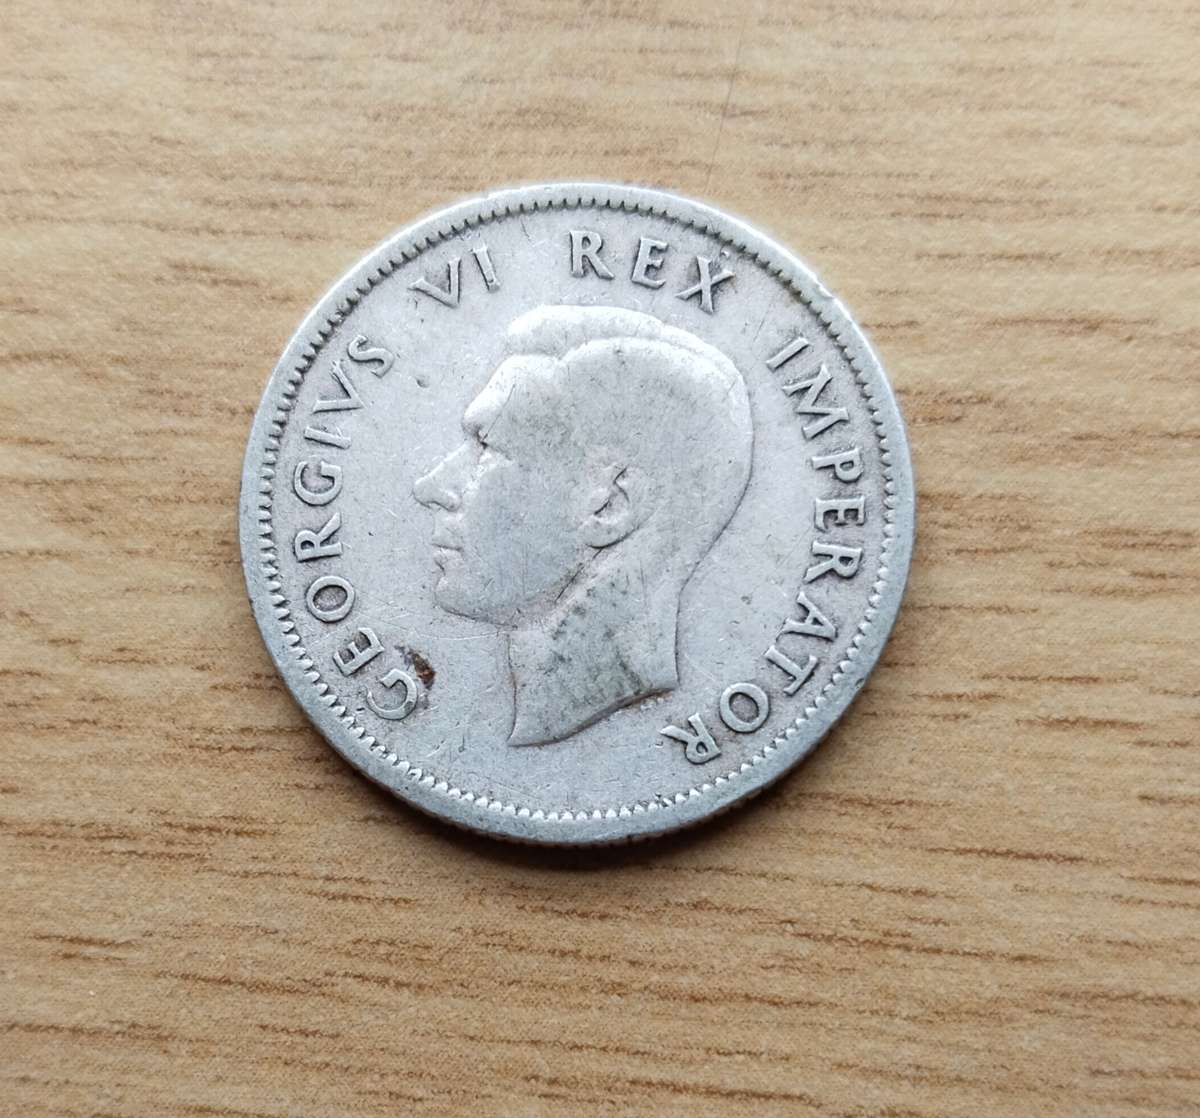 GEORGIVS VI REX IMPERATOR